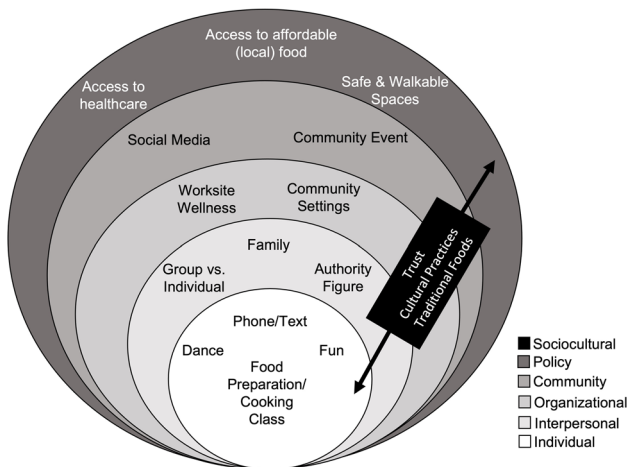 Access to affordable
(local) food
Access to
healthcare
Safe & Walkable
Spaces
Social Media
Community Event
Worksite
Wellness
Community
Settings
Family
Group vs.
Individual
Authority
Figure
Phone/Text
Dance
Fun
Food
Preparation/
Cooking
Class
Trust
Cultural Practices
Traditional Foods
Sociocultural
Policy
Community
Organizational
Interpersonal
Individual